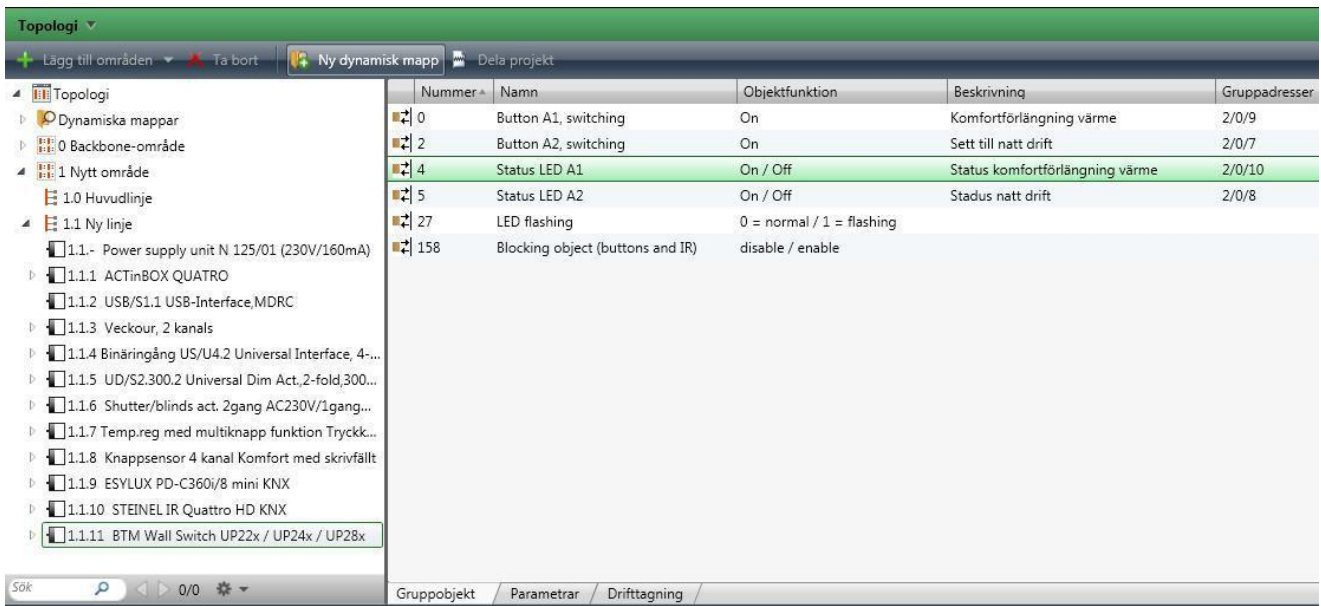 Topologi
Lägg till områden Ta bort Ny dynamisk mapp Dela projekt
Topologi
Dynamiska mappar
0 Backbone-område
1 Nytt område
1.0 Huvudlinje
1.1 Ny linje
1.1.- Power supply unit N 125/01 (230V/160mA)
1.1.1 ACTinBOX QUATRO
1.1.2 USB/S1.1 USB-Interface,MDRC
1.1.3 Veckour, 2 kanals
1.1.4 Binäringång US/U4.2 Universal Interface, 4-...
1.1.5 UD/S2.300.2 Universal Dim Act.,2-fold,300...
1.1.6 Shutter/blinds act. 2gang AC230V/1gang...
1.1.7 Temp.reg med multiknapp funktion Tryckk...
1.1.8 Knappsensor 4 kanal Komfort med skrivfällt
1.1.9 ESYLUX PD-C360i/8 mini KNX
1.1.10 STEINEL IR Quattro HD KNX
1.1.11 BTM Wall Switch UP22x / UP24x / UP28x
Sök 0/0
Nummer Namn Objektfunktion Beskrivning Gruppadresser
0 Button A1, switching On Komfortförlängning värme 2/0/9
2 Button A2, switching On Sett till natt drift 2/0/7
4 Status LED A1 On / Off Status komfortförlängning värme 2/0/10
5 Status LED A2 On / Off Stadus natt drift 2/0/8
27 LED flashing 0 = normal / 1 = flashing
158 Blocking object (buttons and IR) disable / enable
Gruppobjekt Parametrar Drifttagning